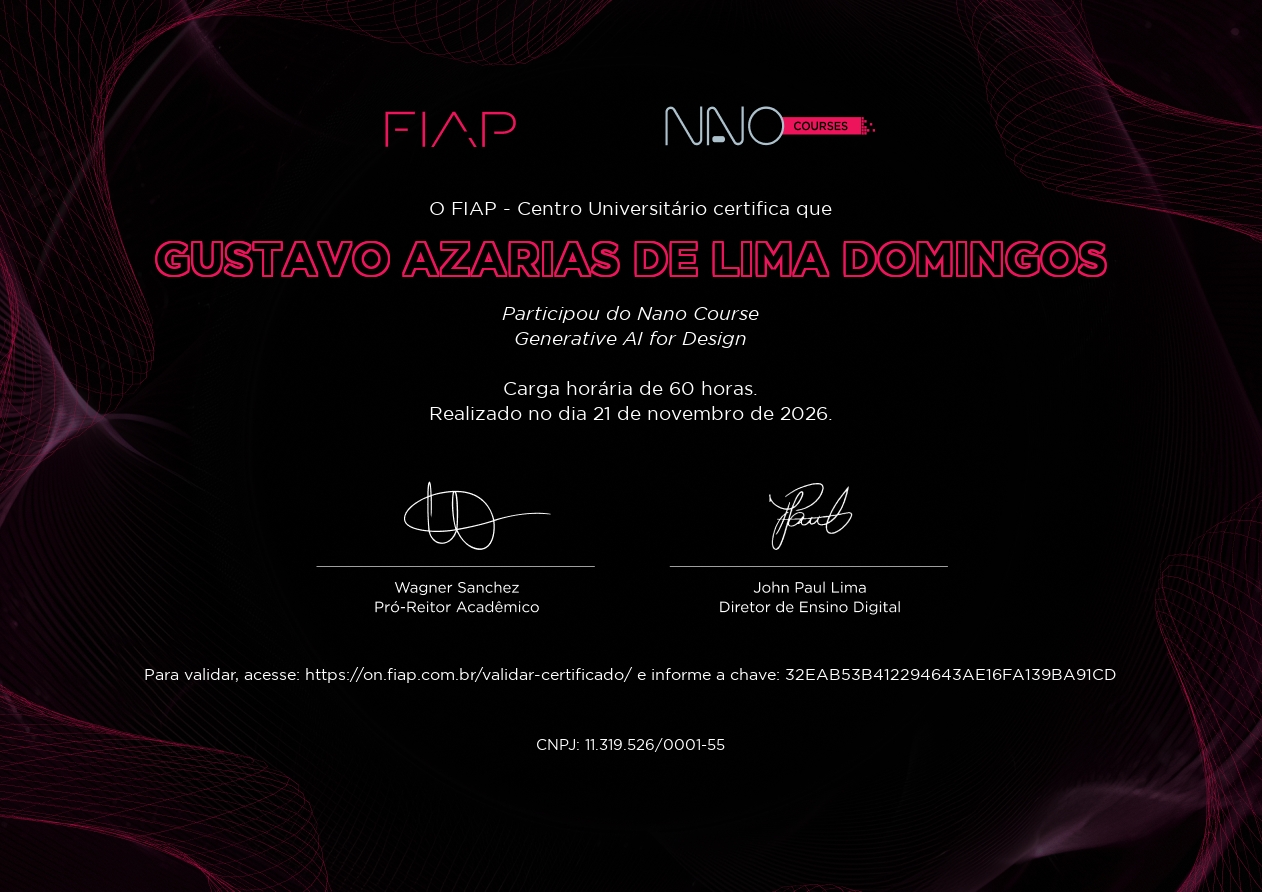 FIAP
NANO COURSES
O FIAP - Centro Universitário certifica que
GUSTAVO AZARIAS DE LIMA DOMINGOS
Participou do Nano Course
Generative AI for Design
Carga horária de 60 horas.
Realizado no dia 21 de novembro de 2026.
Wagner Sanchez
Pró-Reitor Acadêmico
John Paul Lima
Diretor de Ensino Digital
Para validar, acesse: https://on.fiap.com.br/validar-certificado/ e informe a chave: 32EAB53B412294643AE16FA139BA91CD
CNPJ: 11.319.526/0001-55